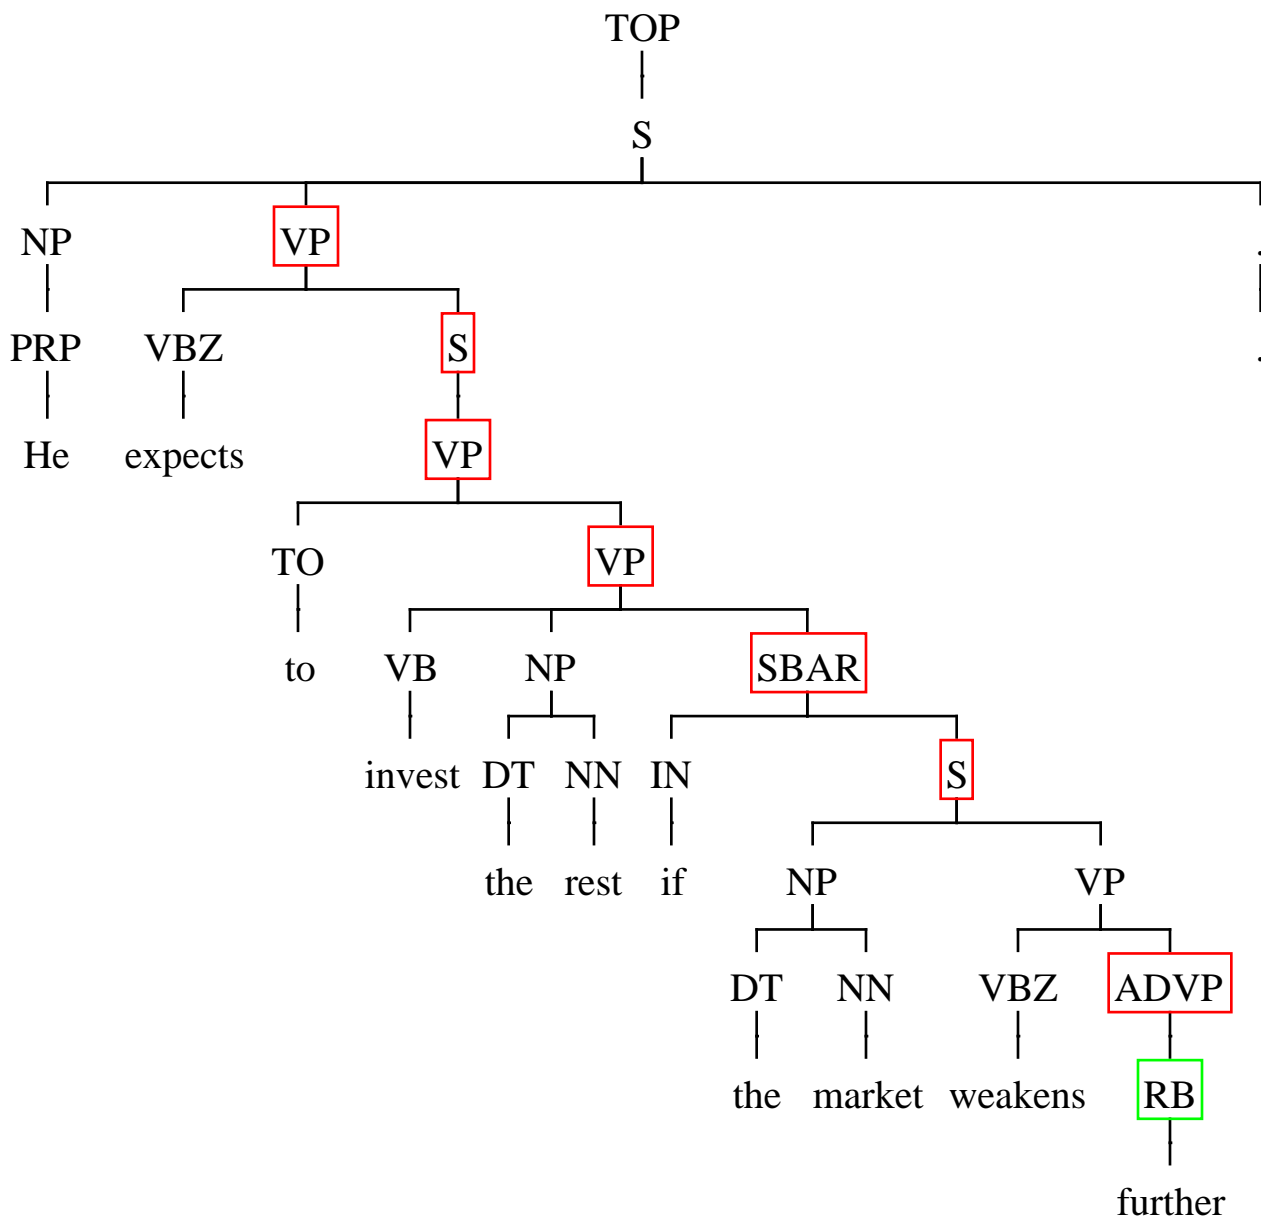 TOP
S
NP VP .
PRP VBZ S .
He expects VP
TO VP
to VB NP SBAR
invest DT NN IN S
the rest if NP VP
DT NN VBZ ADVP
the market weakens RB
further